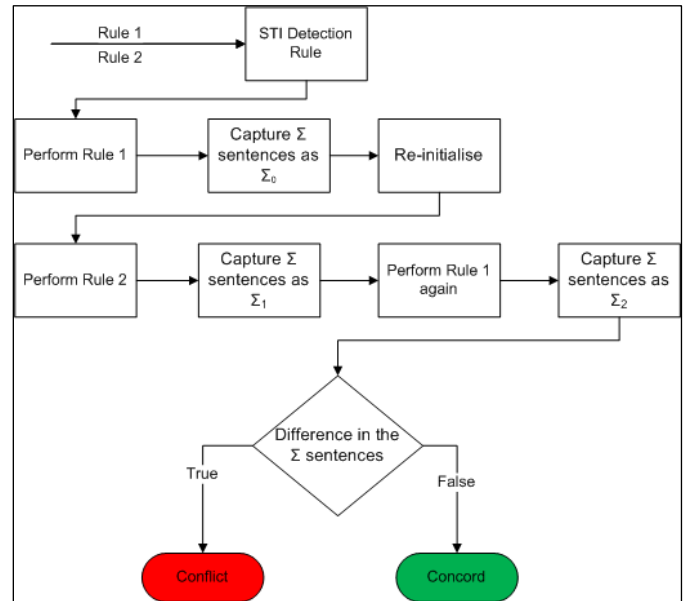 Rule 1
Rule 2
STI Detection
Rule
Perform Rule 1
Capture Σ
sentences as
Σ₀
Re-initialise
Perform Rule 2
Capture Σ
sentences as
Σ₁
Perform Rule 1
again
Capture Σ
sentences as
Σ₂
Difference in the
Σ sentences
True
False
Conflict
Concord